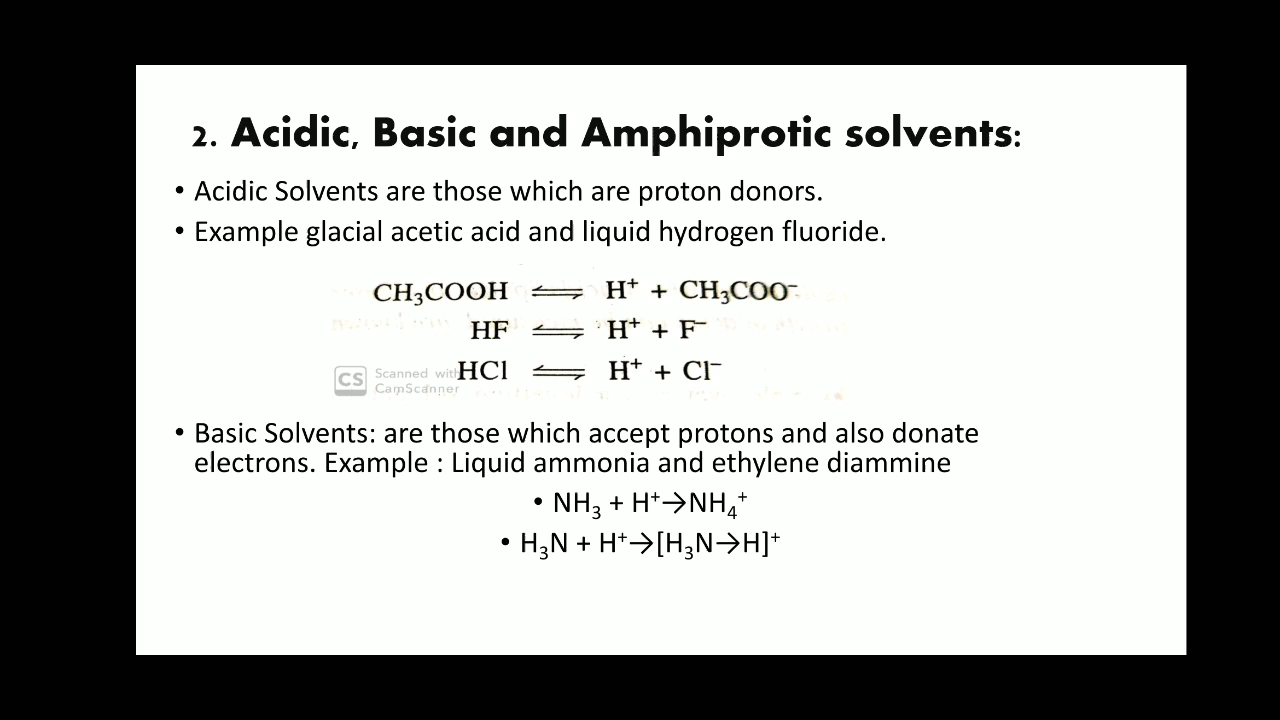 2. Acidic, Basic and Amphiprotic solvents:
• Acidic Solvents are those which are proton donors.
• Example glacial acetic acid and liquid hydrogen fluoride.
CH₃COOH ⇌ H⁺ + CH₃COO⁻
HF ⇌ H⁺ + F⁻
HCl ⇌ H⁺ + Cl⁻
CS Scanned with
CamScanner
• Basic Solvents: are those which accept protons and also donate
electrons. Example : Liquid ammonia and ethylene diammine
• NH₃ + H⁺→NH₄⁺
• H₃N + H⁺→[H₃N→H]⁺